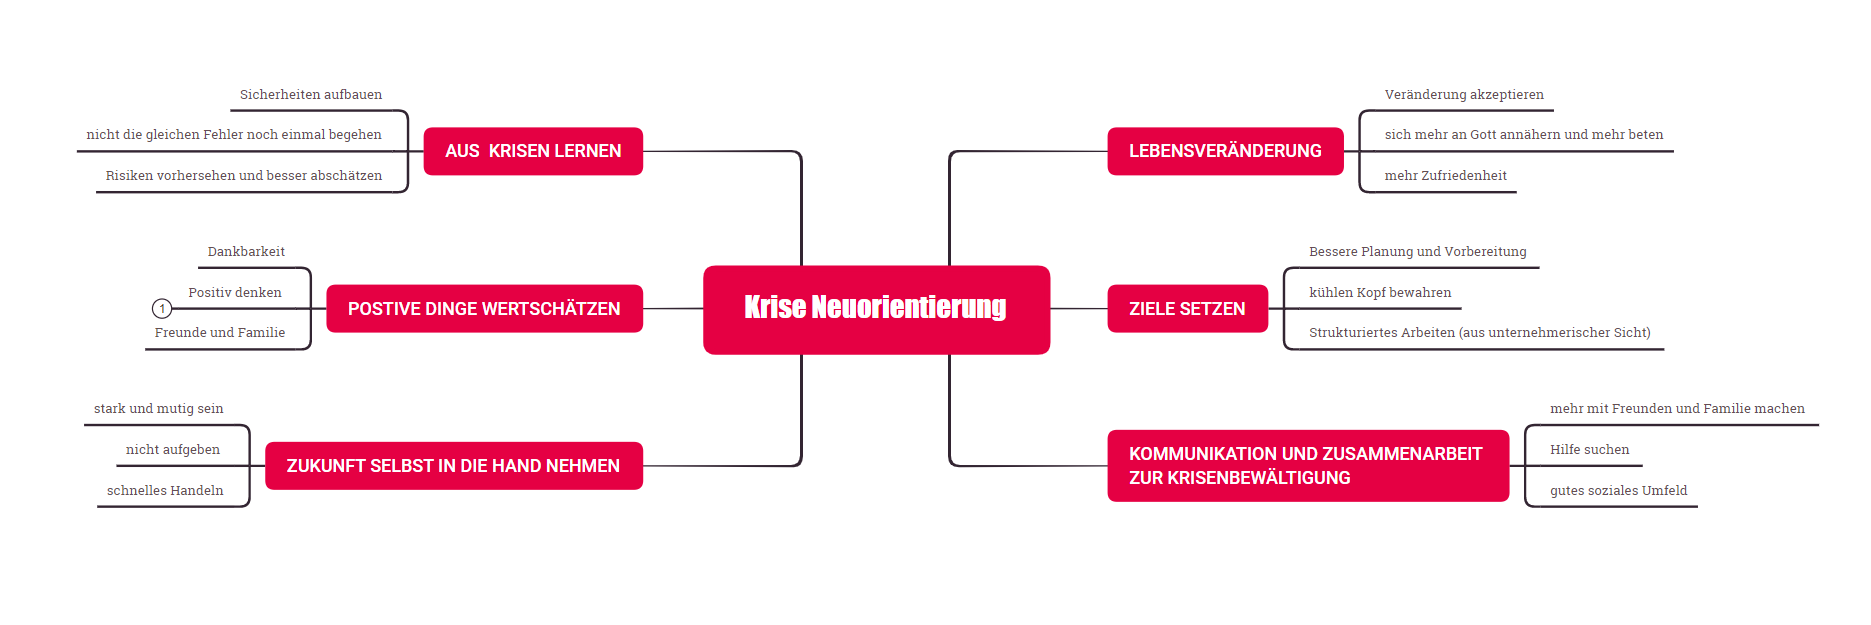 Sicherheiten aufbauen
nicht die gleichen Fehler noch einmal begehen
Risiken vorhersehen und besser abschätzen
AUS KRISEN LERNEN
Dankbarkeit
Positiv denken
1
Freunde und Familie
POSTIVE DINGE WERTSCHÄTZEN
stark und mutig sein
nicht aufgeben
schnelles Handeln
ZUKUNFT SELBST IN DIE HAND NEHMEN
Krise Neuorientierung
LEBENSVERÄNDERUNG
Veränderung akzeptieren
sich mehr an Gott annähern und mehr beten
mehr Zufriedenheit
ZIELE SETZEN
Bessere Planung und Vorbereitung
kühlen Kopf bewahren
Strukturiertes Arbeiten (aus unternehmerischer Sicht)
KOMMUNIKATION UND ZUSAMMENARBEIT
ZUR KRISENBEWÄLTIGUNG
mehr mit Freunden und Familie machen
Hilfe suchen
gutes soziales Umfeld